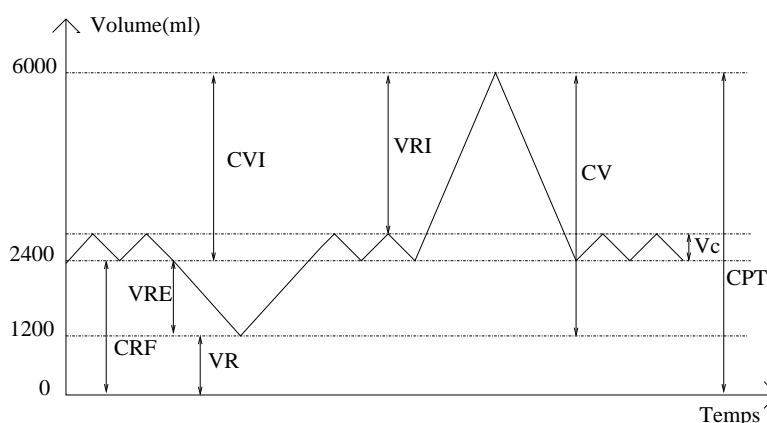 Volume(ml)
6000
CVI
VRI
CV
Vc
2400
CPT
VRE
1200
CRF
VR
0
Temps